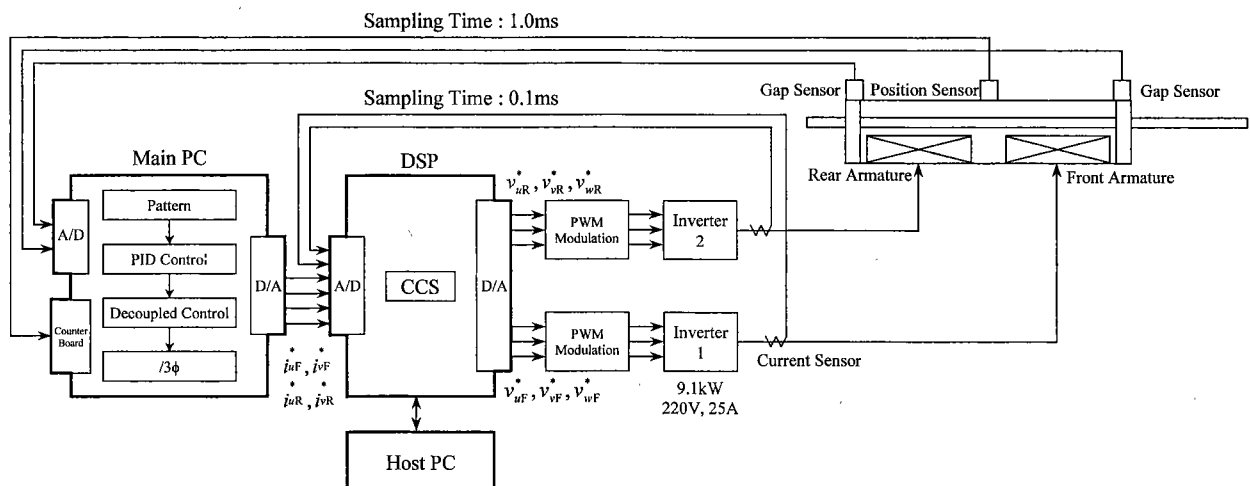 Sampling Time : 1.0ms
Gap Sensor
Position Sensor
Gap Sensor
Sampling Time : 0.1ms
Rear Armature
Front Armature
Main PC
A/D
Pattern
PID Control
Decoupled Control
/3ϕ
Counter
Board
D/A
i*uF , i*vF
i*uR , i*vR
DSP
A/D
CCS
D/A
v*uR , v*vR , v*wR
PWM
Modulation
Inverter
2
PWM
Modulation
Inverter
1
Current Sensor
v*uF , v*vF , v*wF
9.1kW
220V, 25A
Host PC